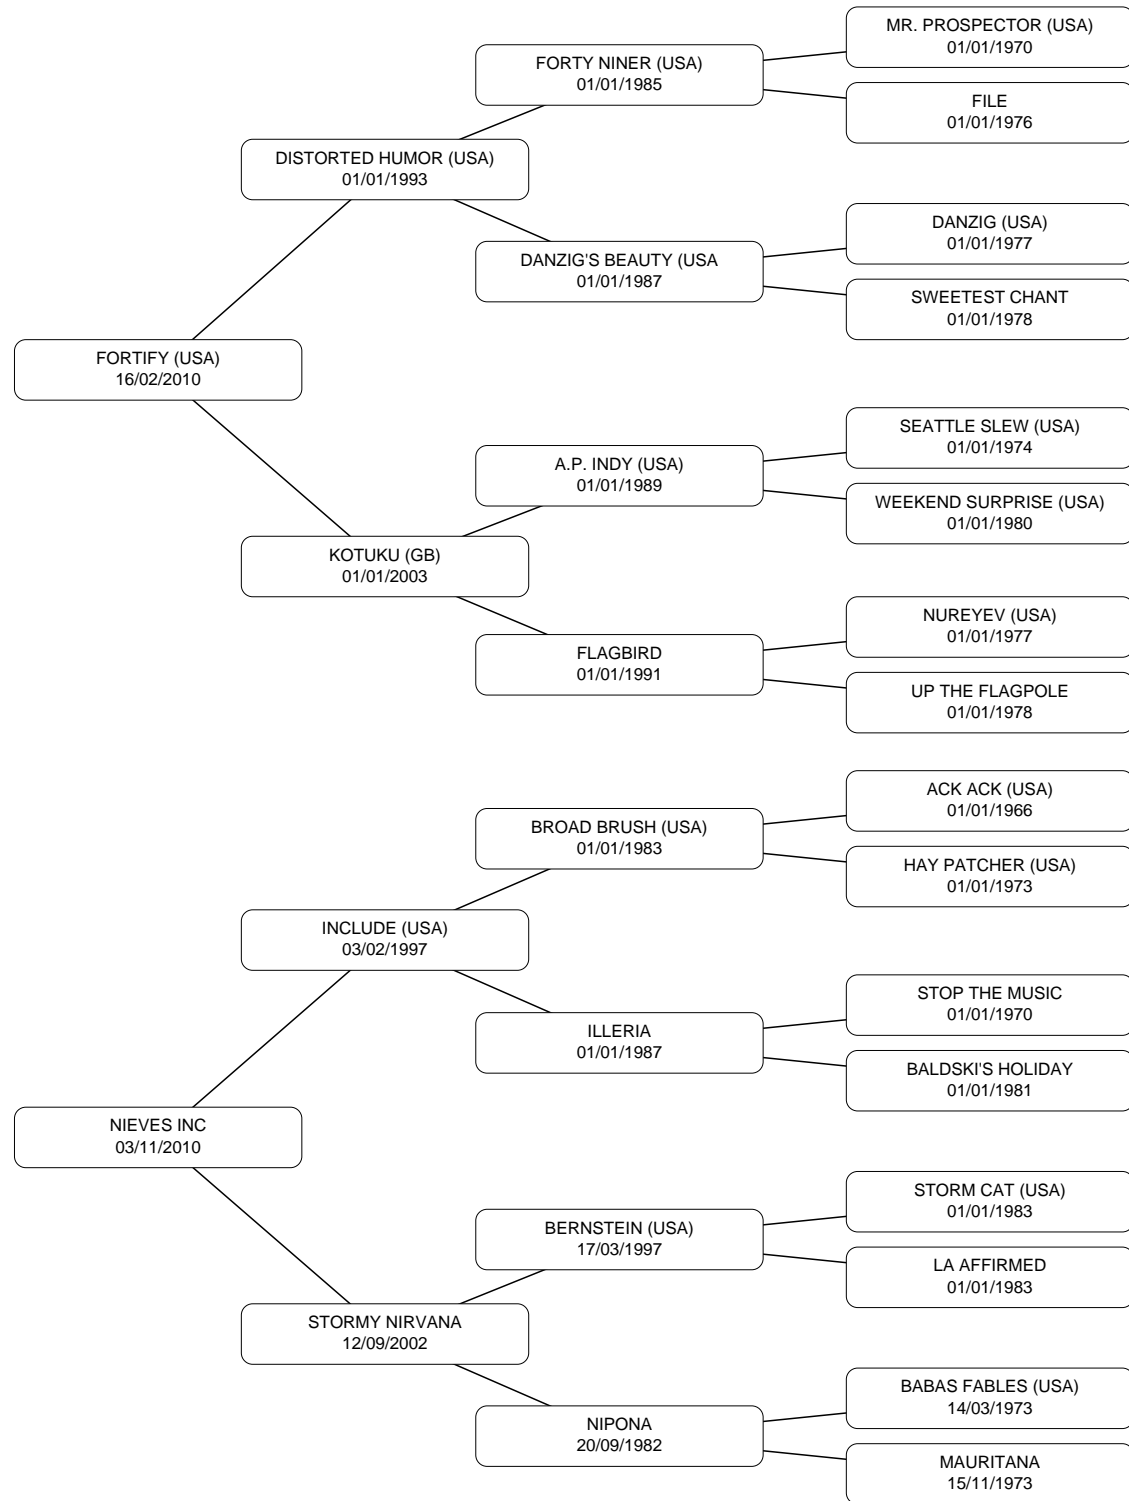 MR. PROSPECTOR (USA)
01/01/1970
FORTY NINER (USA)
01/01/1985
FILE
01/01/1976
DISTORTED HUMOR (USA)
01/01/1993
DANZIG (USA)
01/01/1977
DANZIG'S BEAUTY (USA
01/01/1987
SWEETEST CHANT
01/01/1978
FORTIFY (USA)
16/02/2010
SEATTLE SLEW (USA)
01/01/1974
A.P. INDY (USA)
01/01/1989
WEEKEND SURPRISE (USA)
01/01/1980
KOTUKU (GB)
01/01/2003
NUREYEV (USA)
01/01/1977
FLAGBIRD
01/01/1991
UP THE FLAGPOLE
01/01/1978
ACK ACK (USA)
01/01/1966
BROAD BRUSH (USA)
01/01/1983
HAY PATCHER (USA)
01/01/1973
INCLUDE (USA)
03/02/1997
STOP THE MUSIC
01/01/1970
ILLERIA
01/01/1987
BALDSKI'S HOLIDAY
01/01/1981
NIEVES INC
03/11/2010
STORM CAT (USA)
01/01/1983
BERNSTEIN (USA)
17/03/1997
LA AFFIRMED
01/01/1983
STORMY NIRVANA
12/09/2002
BABAS FABLES (USA)
14/03/1973
NIPONA
20/09/1982
MAURITANA
15/11/1973